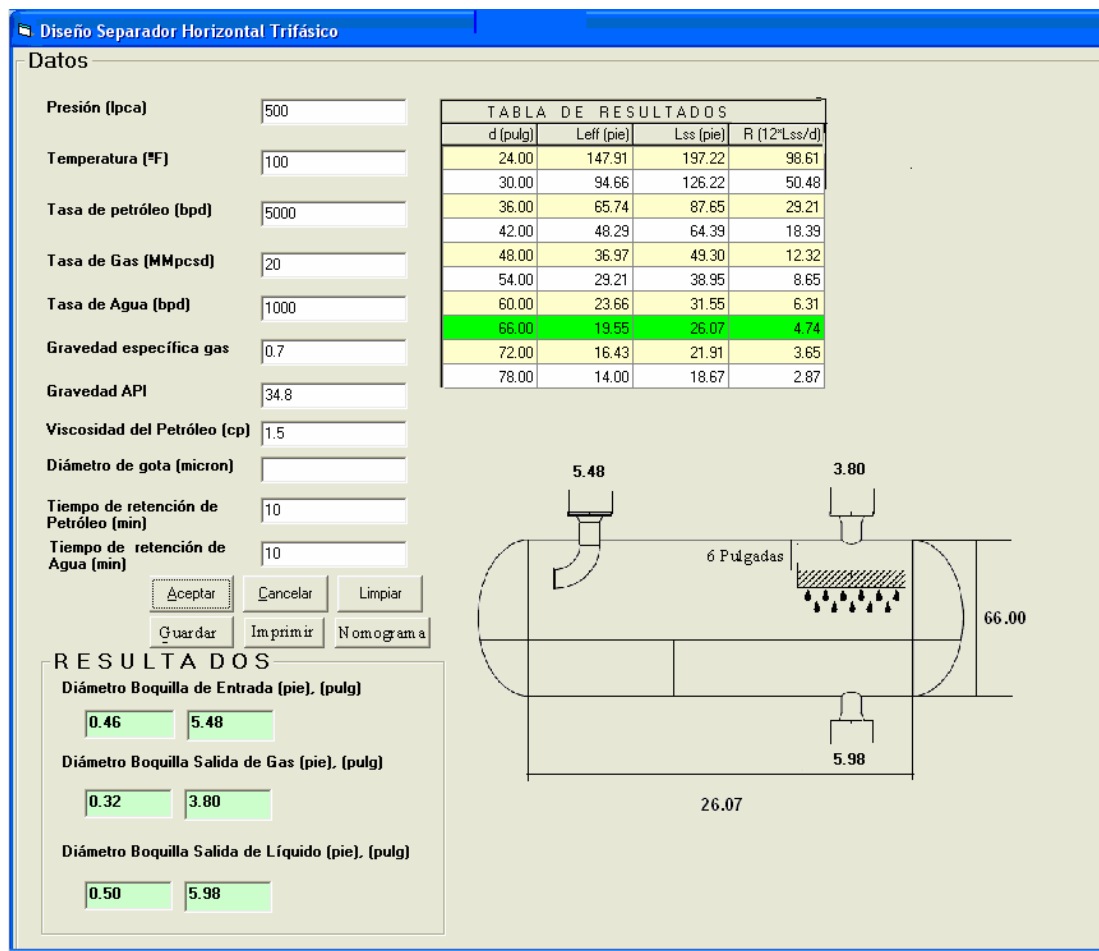 Diseño Separador Horizontal Trifásico
Datos
Presión (lpca) 500
Temperatura (ºF) 100
Tasa de petróleo (bpd) 5000
Tasa de Gas (MMpcsd) 20
Tasa de Agua (bpd) 1000
Gravedad específica gas 0.7
Gravedad API 34.8
Viscosidad del Petróleo (cp) 1.5
Diámetro de gota (micron)
Tiempo de retención de
Petróleo (min) 10
Tiempo de retención de
Agua (min) 10
Aceptar Cancelar Limpiar
Guardar Imprimir Nomograma
TABLA DE RESULTADOS
d (pulg) Leff (pie) Lss (pie) R (12*Lss/d)
24.00 147.91 197.22 98.61
30.00 94.66 126.22 50.48
36.00 65.74 87.65 29.21
42.00 48.29 64.39 18.39
48.00 36.97 49.30 12.32
54.00 29.21 38.95 8.65
60.00 23.66 31.55 6.31
66.00 19.55 26.07 4.74
72.00 16.43 21.91 3.65
78.00 14.00 18.67 2.87
5.48 3.80
6 Pulgadas
66.00
5.98
26.07
RESULTADOS
Diámetro Boquilla de Entrada (pie), (pulg)
0.46 5.48
Diámetro Boquilla Salida de Gas (pie), (pulg)
0.32 3.80
Diámetro Boquilla Salida de Líquido (pie), (pulg)
0.50 5.98